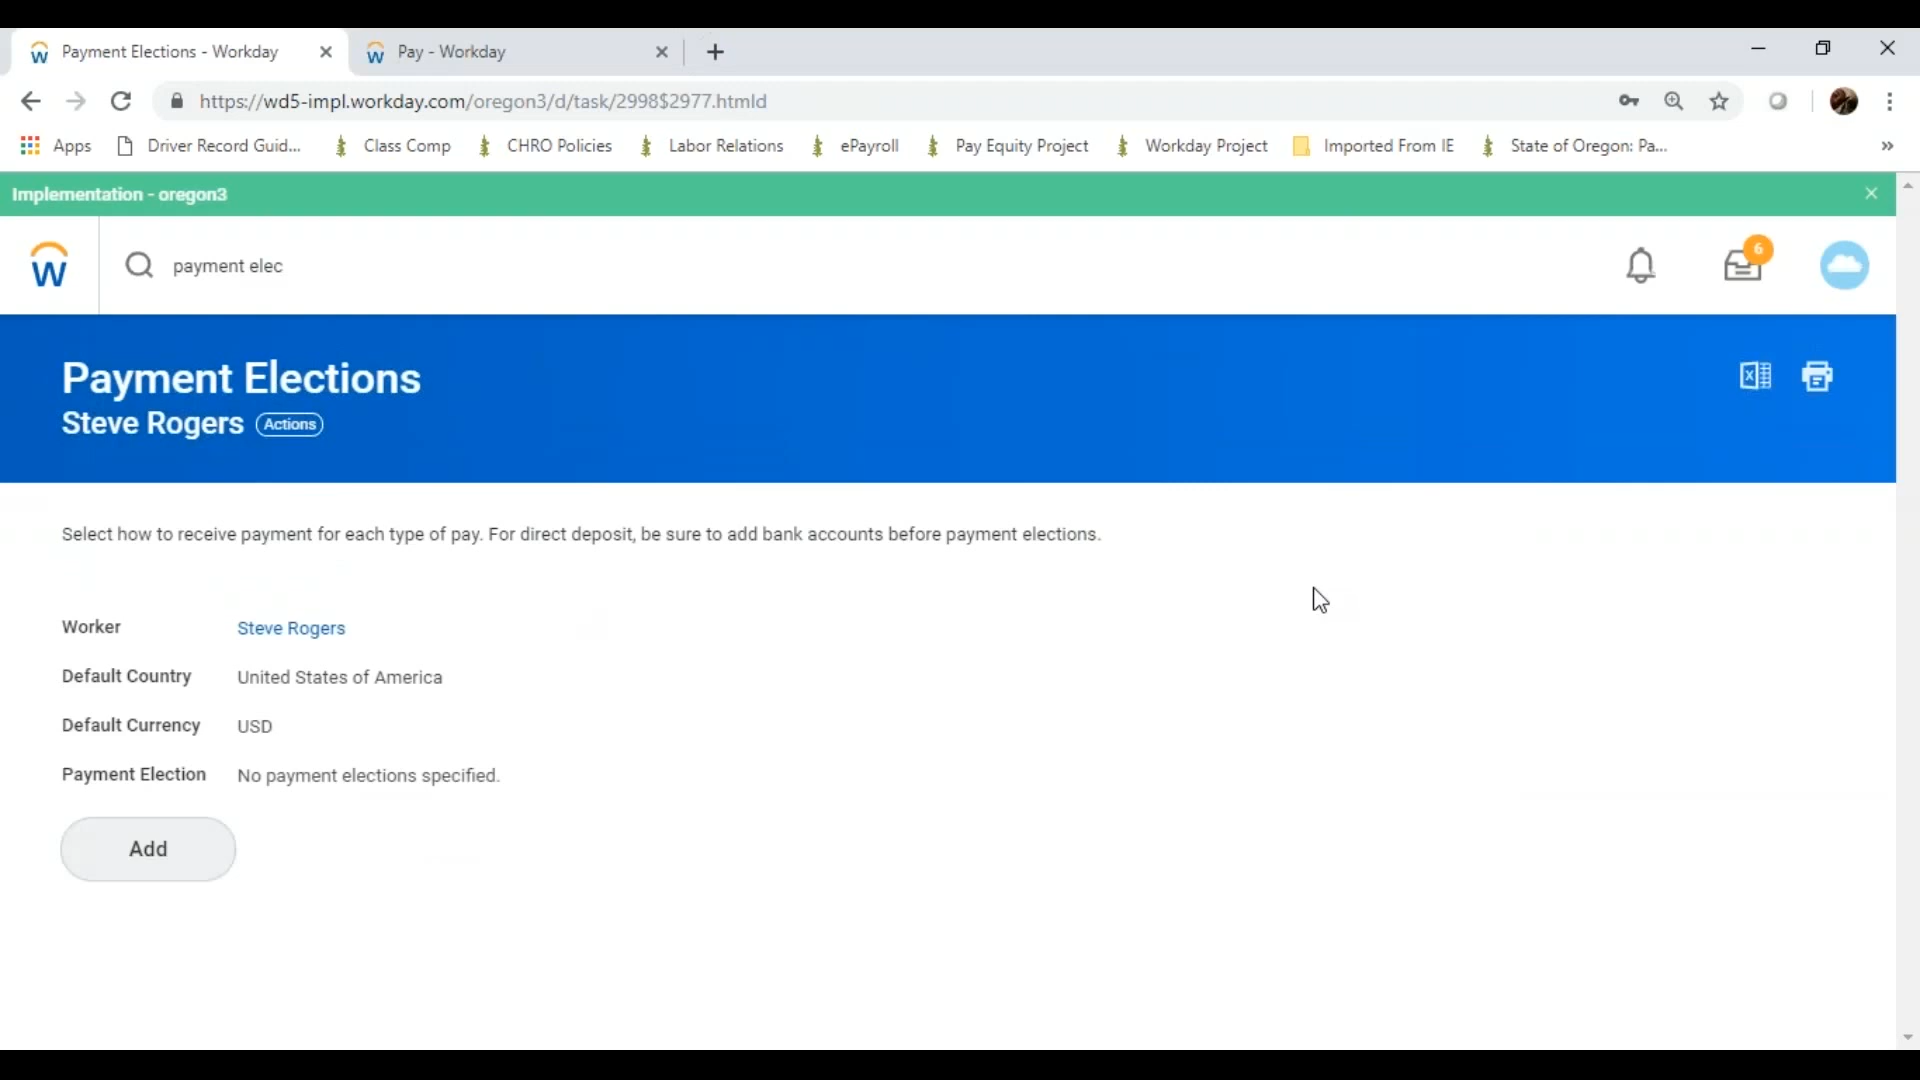 Payment Elections - Workday
Pay - Workday
https://wd5-impl.workday.com/oregon3/d/task/2998$2977.htmld
Apps
Driver Record Guid...
Class Comp
CHRO Policies
Labor Relations
ePayroll
Pay Equity Project
Workday Project
Imported From IE
State of Oregon: Pa...
»
Implementation - oregon3
W
payment elec
6
Payment Elections
Steve Rogers Actions
Select how to receive payment for each type of pay. For direct deposit, be sure to add bank accounts before payment elections.
Worker Steve Rogers
Default Country United States of America
Default Currency USD
Payment Election No payment elections specified.
Add